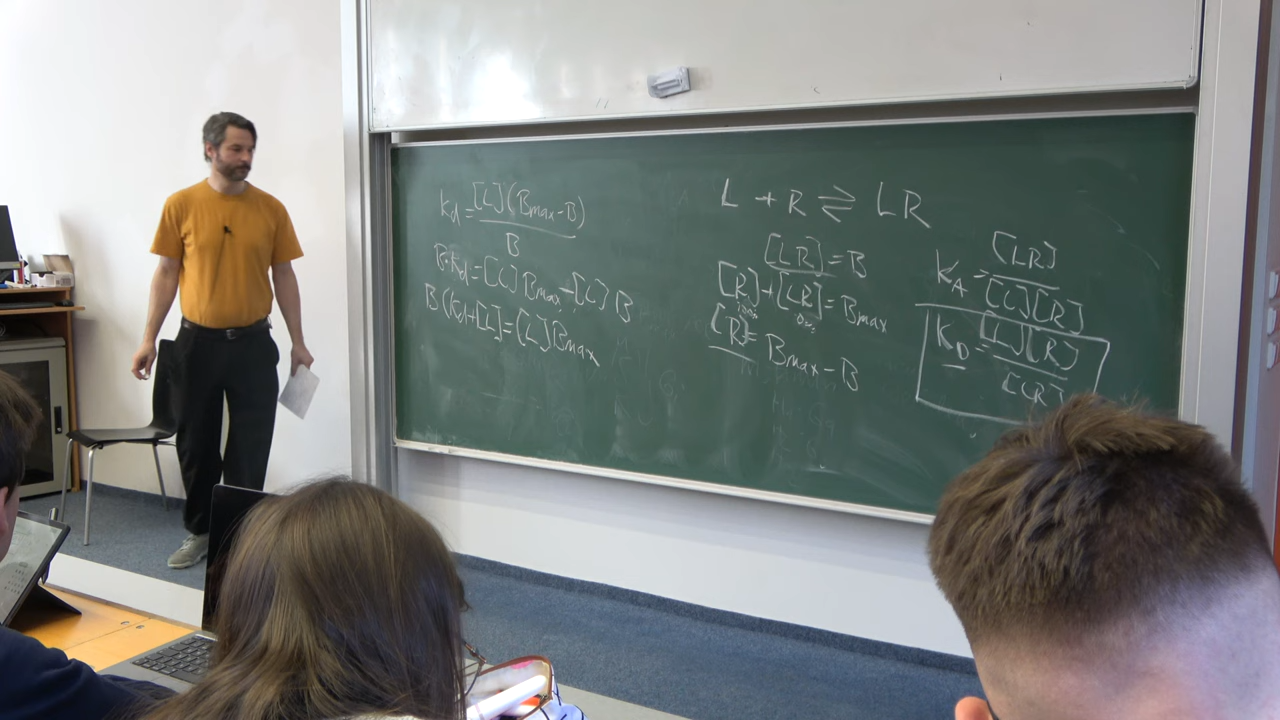 Kd = [L](Bmax-B)
B
B·Kd = [L]Bmax - [L]B
B(Kd+[L] = [L]Bmax
L + R ⇌ LR
[LR] = B
[R] + [LR] = Bmax
[R] = Bmax - B
KA = [LR]
[L][R]
KD = [L][R]
[LR]